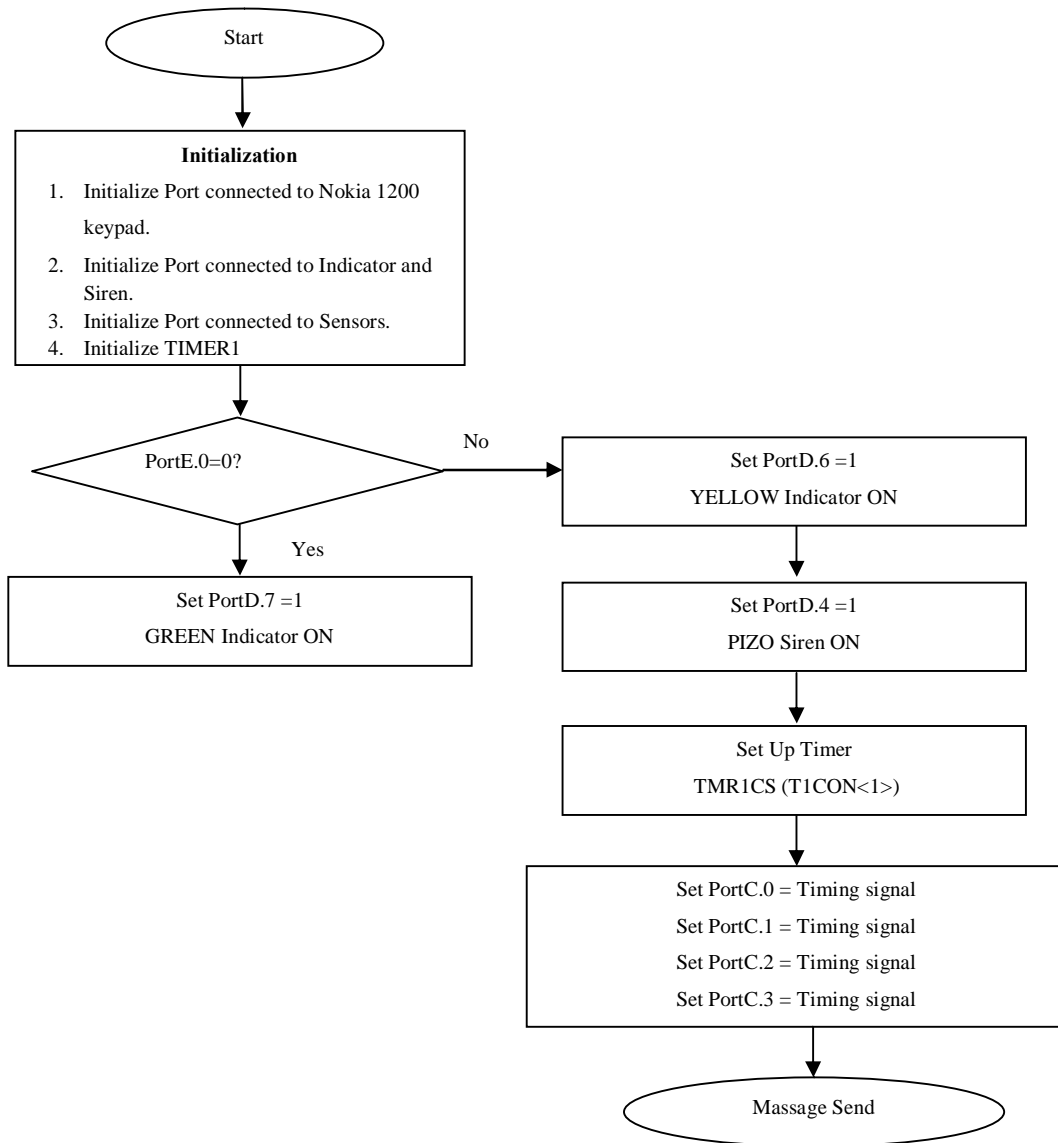 Start
Initialization
1. Initialize Port connected to Nokia 1200
keypad.
2. Initialize Port connected to Indicator and
Siren.
3. Initialize Port connected to Sensors.
4. Initialize TIMER1
PortE.0=0?
No
Yes
Set PortD.7 =1
GREEN Indicator ON
Set PortD.6 =1
YELLOW Indicator ON
Set PortD.4 =1
PIZO Siren ON
Set Up Timer
TMR1CS (T1CON<1>)
Set PortC.0 = Timing signal
Set PortC.1 = Timing signal
Set PortC.2 = Timing signal
Set PortC.3 = Timing signal
Massage Send